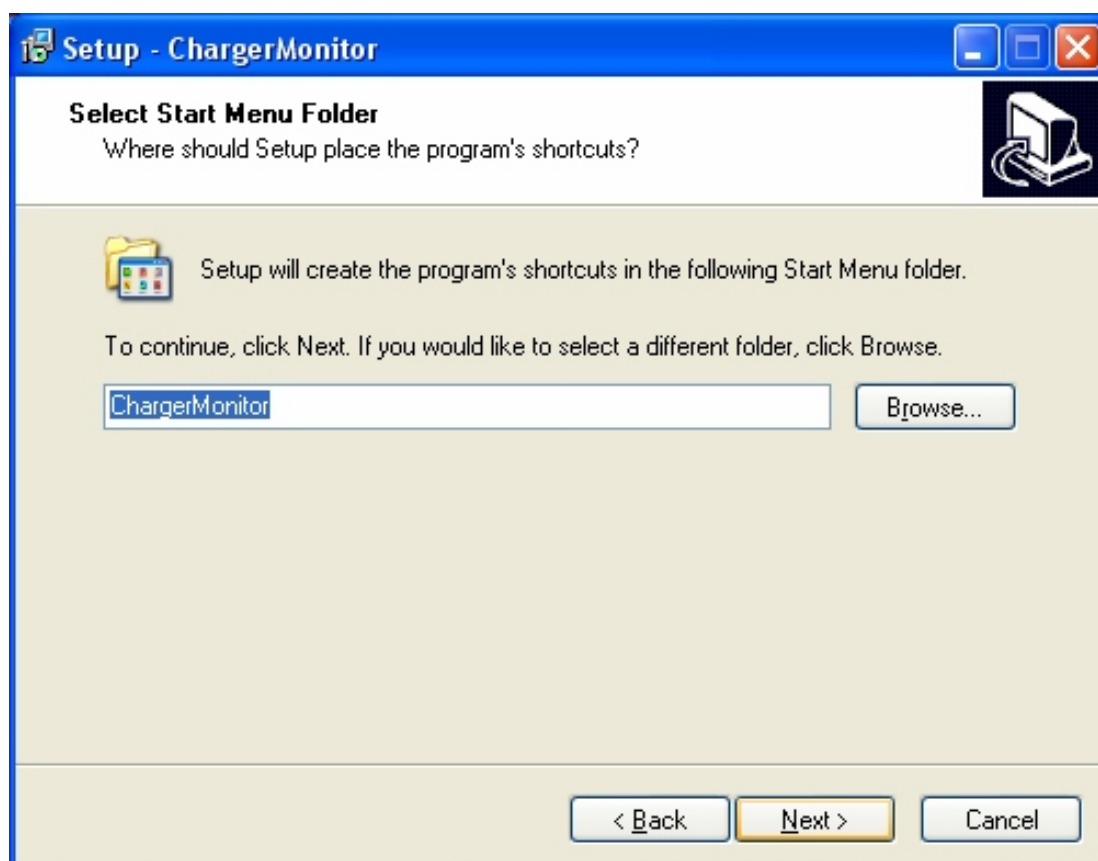 Setup - ChargerMonitor
Select Start Menu Folder
Where should Setup place the program's shortcuts?
Setup will create the program's shortcuts in the following Start Menu folder.
To continue, click Next. If you would like to select a different folder, click Browse.
ChargerMonitor
Browse...
< Back
Next >
Cancel